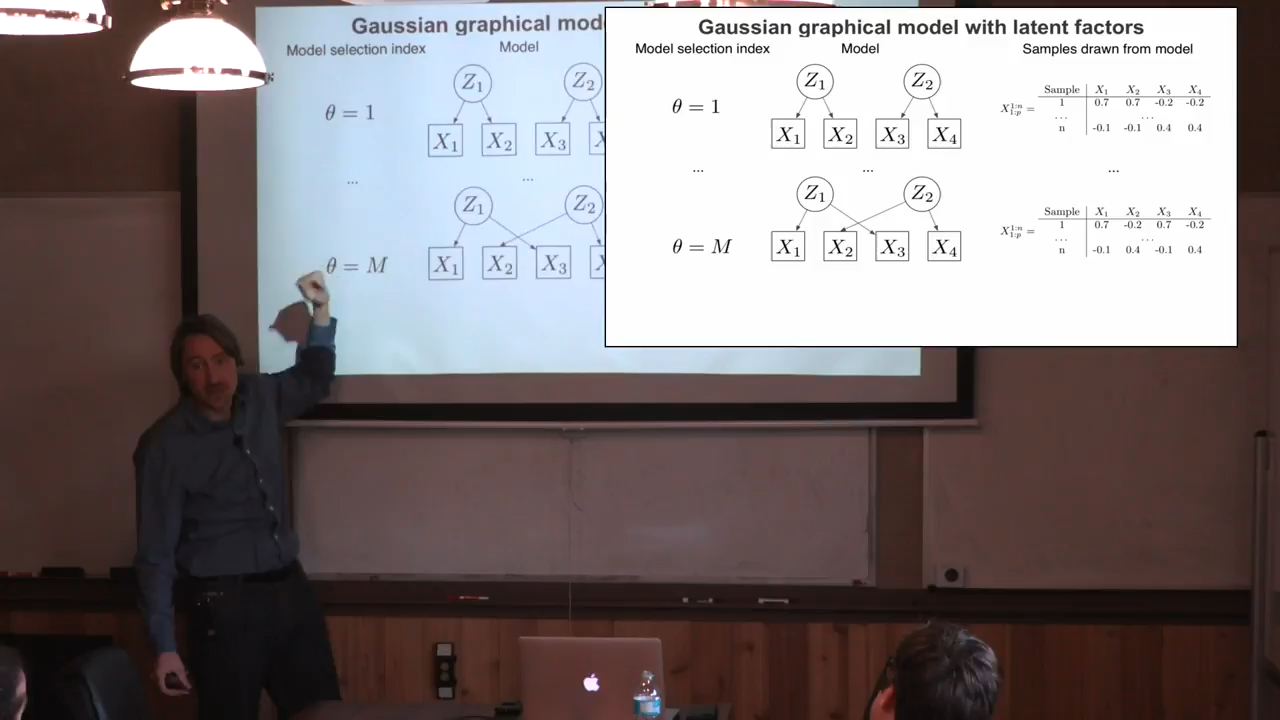 Gaussian graphical mod
Model selection index Model
Z1 Z2
θ = 1
X1 X2 X3 X
... ...
Z1 Z2
θ = M
X1 X2 X3 X
Gaussian graphical model with latent factors
Model selection index Model Samples drawn from model
Z1 Z2
θ = 1
X1 X2 X3 X4
Sample X1 X2 X3 X4
1 0.7 0.7 -0.2 -0.2
X1:p^1:n = ... ...
n -0.1 -0.1 0.4 0.4
... ... ...
Z1 Z2
θ = M
X1 X2 X3 X4
Sample X1 X2 X3 X4
1 0.7 -0.2 0.7 -0.2
X1:p^1:n = ... ...
n -0.1 0.4 -0.1 0.4